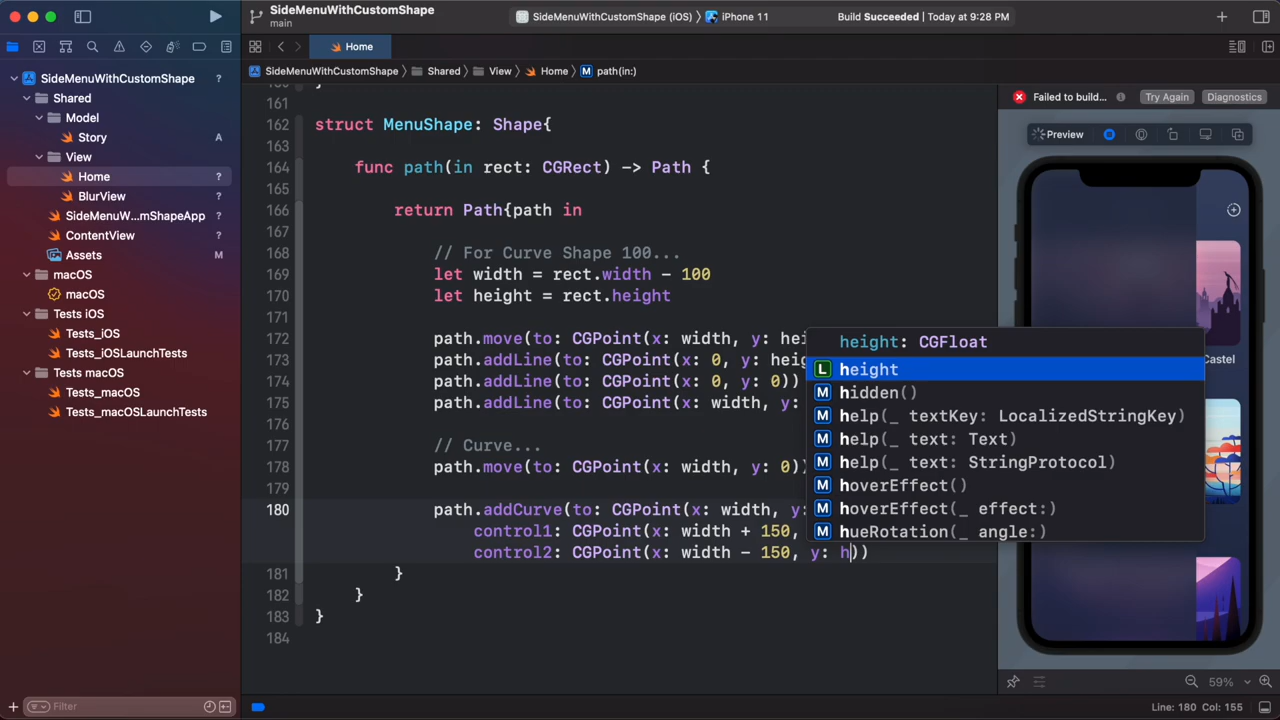 SideMenuWithCustomShape
main
SideMenuWithCustomShape (iOS) 〉 iPhone 11
Build Succeeded | Today at 9:28 PM
Home
SideMenuWithCustomShape 〉 Shared 〉 View 〉 Home 〉 M path(in:)
SideMenuWithCustomShape ?
Shared
Model
Story A
View
Home ?
BlurView ?
SideMenuW...mShapeApp ?
ContentView ?
Assets M
macOS
macOS
Tests iOS
Tests_iOS
Tests_iOSLaunchTests
Tests macOS
Tests_macOS
Tests_macOSLaunchTests
Filter
161
162 struct MenuShape: Shape{
163
164 func path(in rect: CGRect) -> Path {
165
166 return Path{path in
167
168 // For Curve Shape 100...
169 let width = rect.width - 100
170 let height = rect.height
171
172 path.move(to: CGPoint(x: width, y: hei
173 path.addLine(to: CGPoint(x: 0, y: heig
174 path.addLine(to: CGPoint(x: 0, y: 0))
175 path.addLine(to: CGPoint(x: width, y:
176
177 // Curve...
178 path.move(to: CGPoint(x: width, y: 0))
179
180 path.addCurve(to: CGPoint(x: width, y:
control1: CGPoint(x: width + 150,
control2: CGPoint(x: width - 150, y: h))
181 }
182 }
183 }
184
height: CGFloat
L height
M hidden()
M help(_ textKey: LocalizedStringKey)
M help(_ text: Text)
M help(_ text: StringProtocol)
M hoverEffect()
M hoverEffect(_ effect:)
M hueRotation(_ angle:)
Failed to build...
Try Again
Diagnostics
Preview
Castel
59%
Line: 180 Col: 155